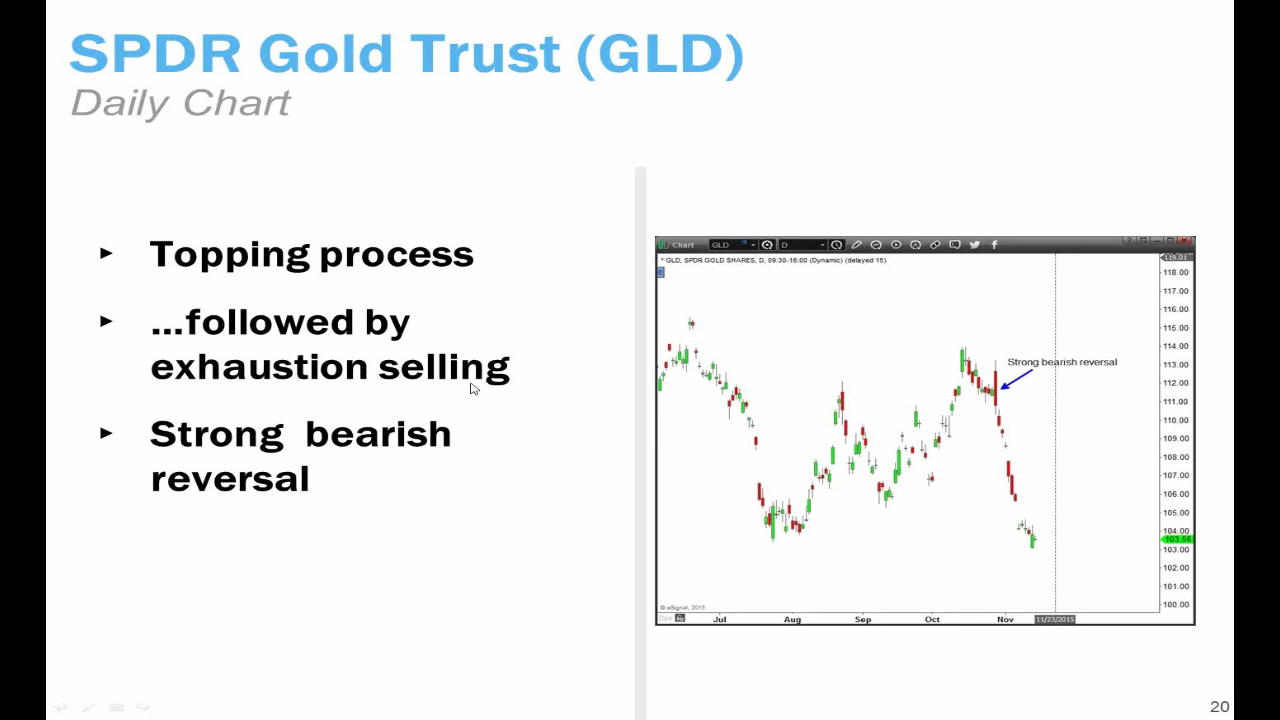 SPDR Gold Trust (GLD)
Daily Chart
Topping process
...followed by
exhaustion selling
Strong bearish
reversal
Chart GLD D
* GLD, SPDR GOLD SHARES, D, 09:30-16:00 (Dynamic) (delayed 15)
119.01
118.00
117.00
116.00
115.00
114.00
113.00
Strong bearish reversal
112.00
111.00
110.00
109.00
108.00
107.00
106.00
105.00
104.00
103.56
103.00
102.00
101.00
100.00
© eSignal, 2015
Jul Aug Sep Oct Nov 11/23/2015
20